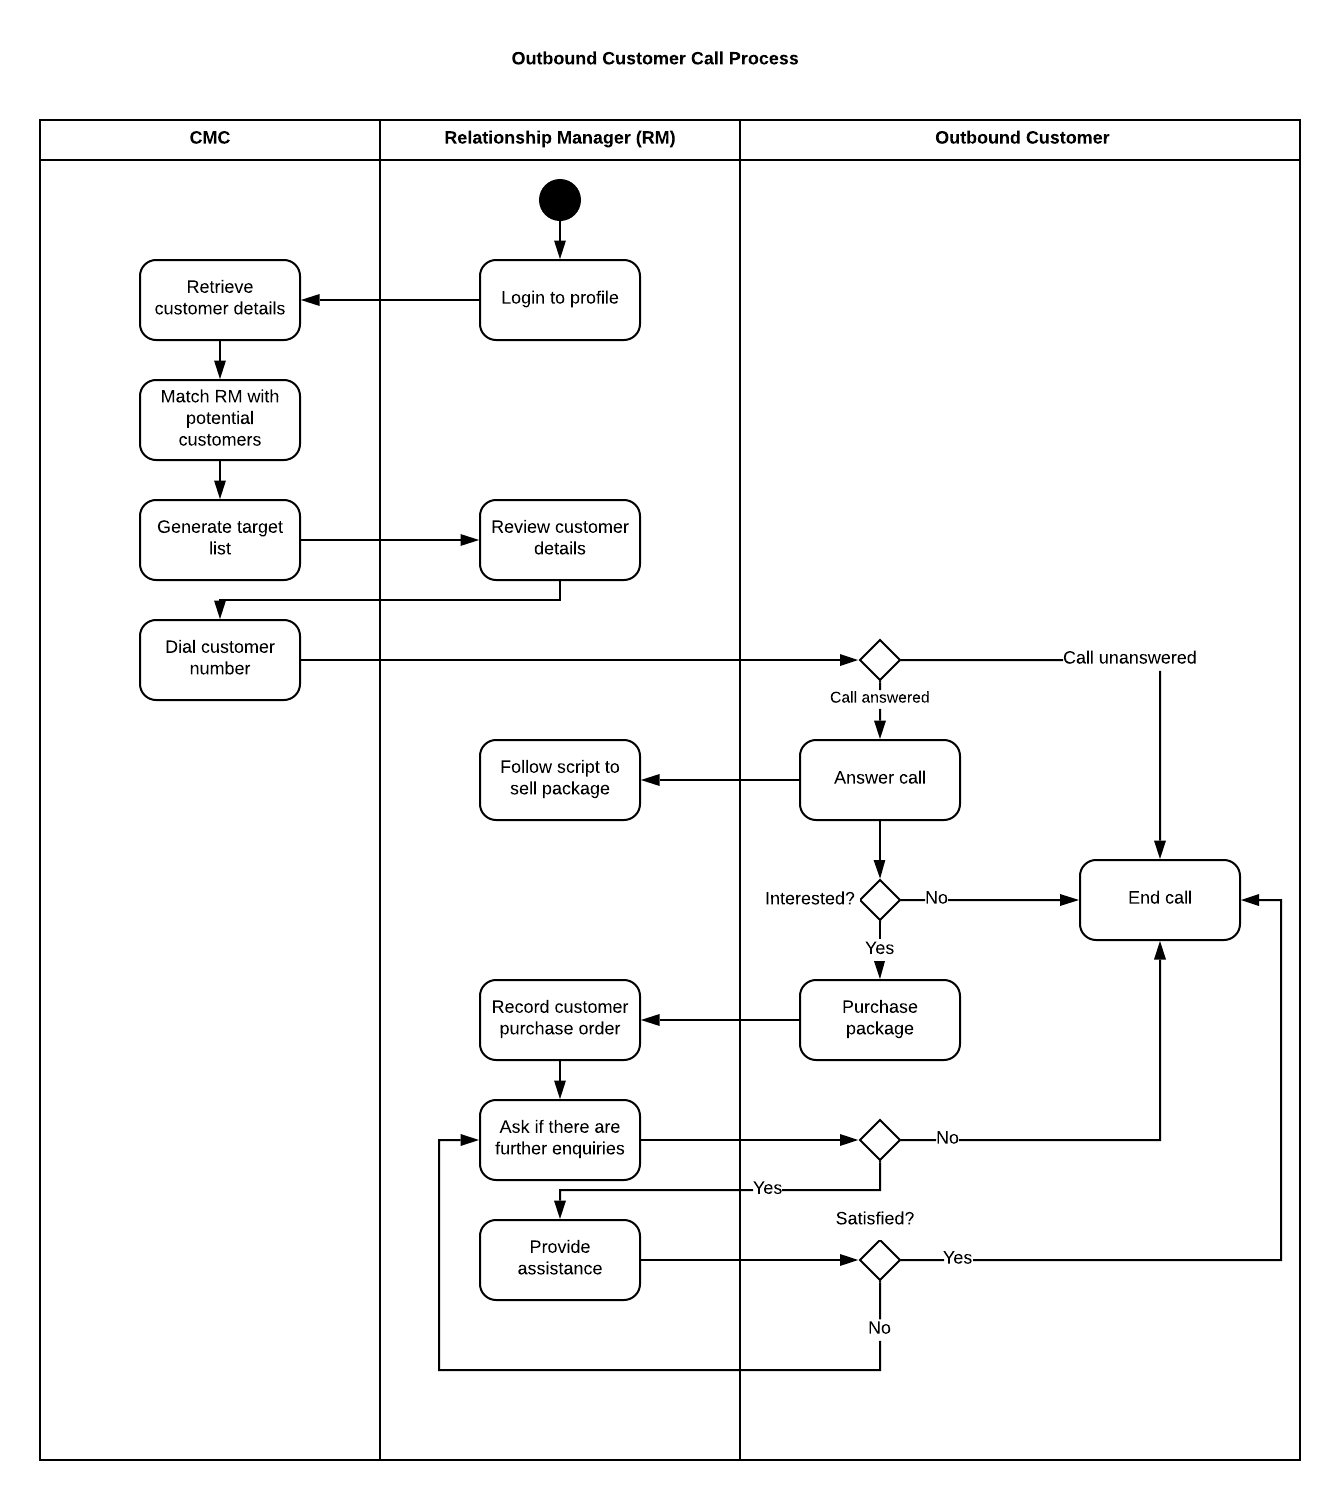 Outbound Customer Call Process
CMC
Relationship Manager (RM)
Outbound Customer
Retrieve
customer details
Login to profile
Match RM with
potential
customers
Generate target
list
Review customer
details
Dial customer
number
Call unanswered
Call answered
Follow script to
sell package
Answer call
Interested?
No
End call
Yes
Record customer
purchase order
Purchase
package
Ask if there are
further enquiries
No
Yes
Satisfied?
Provide
assistance
Yes
No